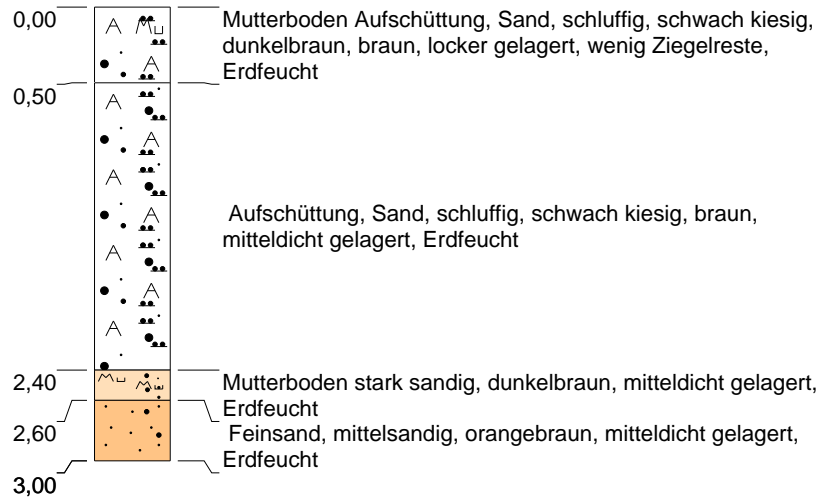 0,00
Mutterboden Aufschüttung, Sand, schluffig, schwach kiesig,
dunkelbraun, braun, locker gelagert, wenig Ziegelreste,
Erdfeucht
0,50
Aufschüttung, Sand, schluffig, schwach kiesig, braun,
mitteldicht gelagert, Erdfeucht
2,40
Mutterboden stark sandig, dunkelbraun, mitteldicht gelagert,
Erdfeucht
2,60
Feinsand, mittelsandig, orangebraun, mitteldicht gelagert,
Erdfeucht
3,00